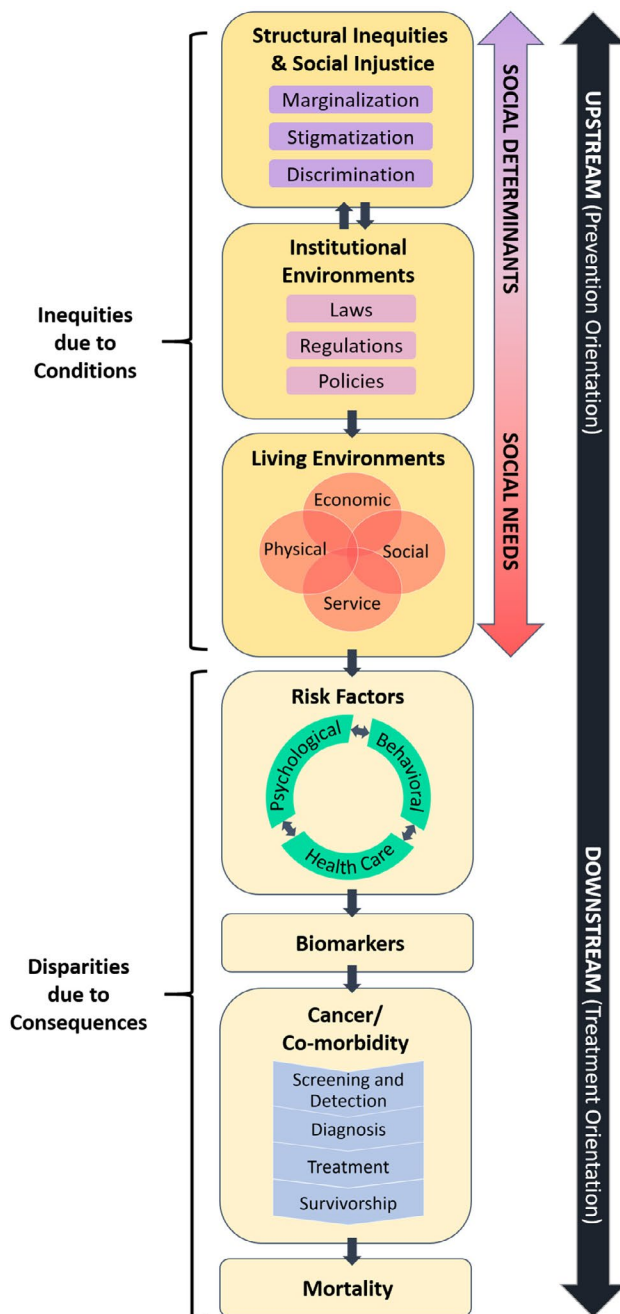 Structural Inequities
& Social Injustice
Marginalization
Stigmatization
Discrimination
Institutional
Environments
Laws
Regulations
Policies
Inequities
due to
Conditions
Living Environments
Economic
Physical
Social
Service
SOCIAL DETERMINANTS
SOCIAL NEEDS
UPSTREAM (Prevention Orientation)
Risk Factors
Psychological
Behavioral
Health Care
Biomarkers
Disparities
due to
Consequences
Cancer/
Co-morbidity
Screening and
Detection
Diagnosis
Treatment
Survivorship
Mortality
DOWNSTREAM (Treatment Orientation)